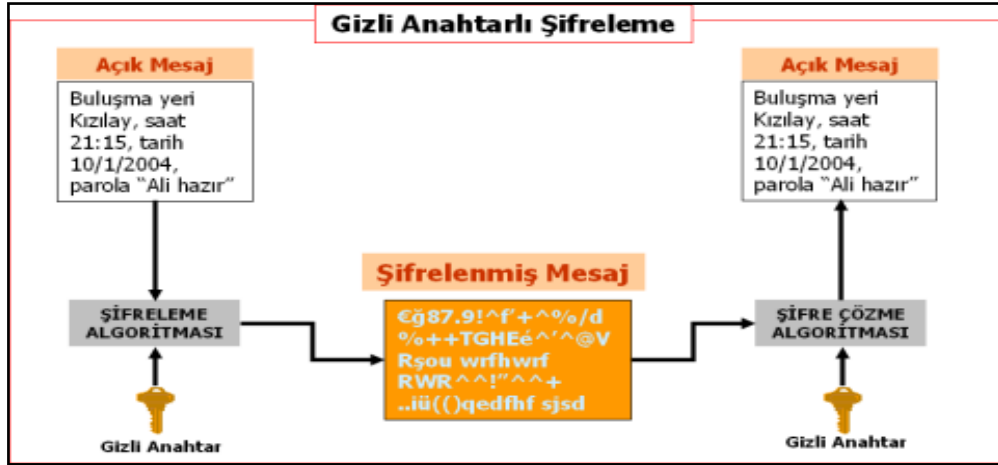 Gizli Anahtarlı Şifreleme
Açık Mesaj
Buluşma yeri
Kızılay, saat
21:15, tarih
10/1/2004,
parola “Ali hazır”
ŞİFRELEME
ALGORİTMASI
Gizli Anahtar
Şifrelenmiş Mesaj
€ğ87.9!^f’+^%/d
%++TGHEé^’^@V
Rşou wrfhwrf
RWR^^!”^^+
..iü(()qedfhf sjsd
Açık Mesaj
Buluşma yeri
Kızılay, saat
21:15, tarih
10/1/2004,
parola “Ali hazır”
ŞİFRE ÇÖZME
ALGORİTMASI
Gizli Anahtar